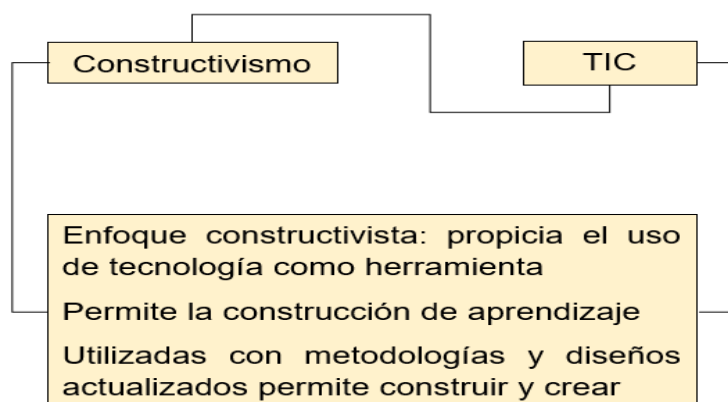 Constructivismo
TIC
Enfoque constructivista: propicia el uso
de tecnología como herramienta
Permite la construcción de aprendizaje
Utilizadas con metodologías y diseños
actualizados permite construir y crear